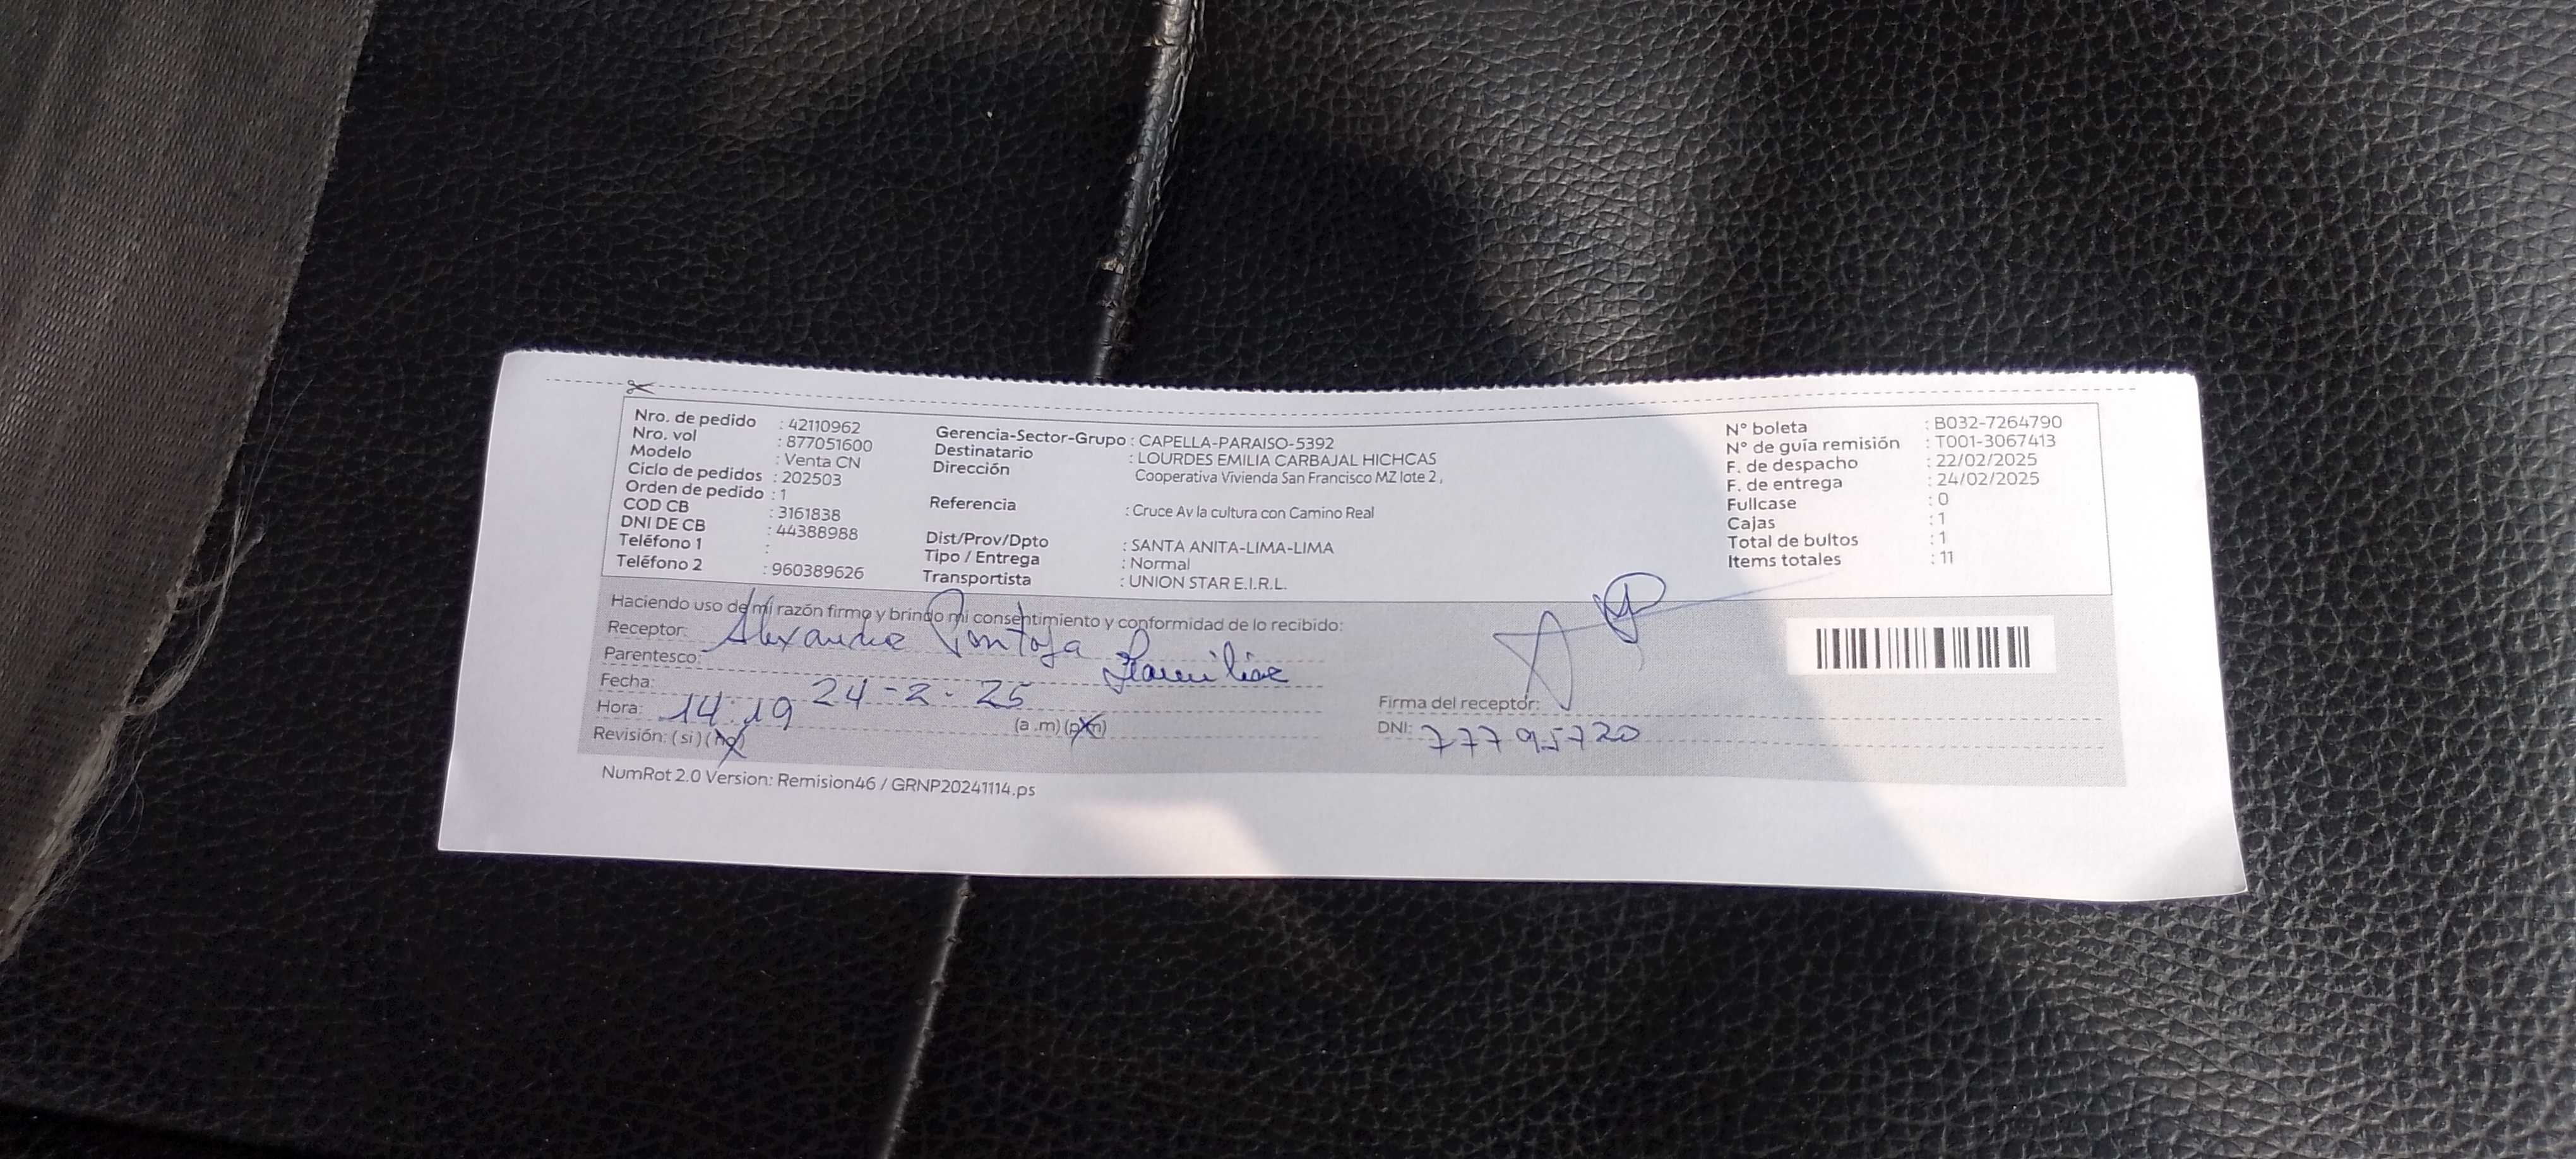 Nro. de pedido : 42110962
Nro. vol : 877051600
Modelo : Venta CN
Ciclo de pedidos : 202503
Orden de pedido : 1
COD CB : 3161838
DNI DE CB : 44388988
Teléfono 1 :
Teléfono 2 : 960389626
Gerencia-Sector-Grupo : CAPELLA-PARAISO-5392
Destinatario : LOURDES EMILIA CARBAJAL HICHCAS
Dirección Cooperativa Vivienda San Francisco MZ lote 2 ,
Referencia : Cruce Av la cultura con Camino Real
Dist/Prov/Dpto : SANTA ANITA-LIMA-LIMA
Tipo / Entrega : Normal
Transportista : UNION STAR E.I.R.L.
N° boleta : B032-7264790
N° de guía remisión : T001-3067413
F. de despacho : 22/02/2025
F. de entrega : 24/02/2025
Fullcase : 0
Cajas : 1
Total de bultos : 1
Items totales : 11
Haciendo uso de mi razón firmo y brindo mi consentimiento y conformidad de lo recibido:
Receptor: Alexandra Pantoja
Parentesco: Familiar
Fecha: 24-2-25
Hora: 14:19 (a .m) (p.m)
Revisión: ( si ) ( no )
Firma del receptor:
DNI: 77795720
NumRot 2.0 Version: Remision46 / GRNP20241114.ps